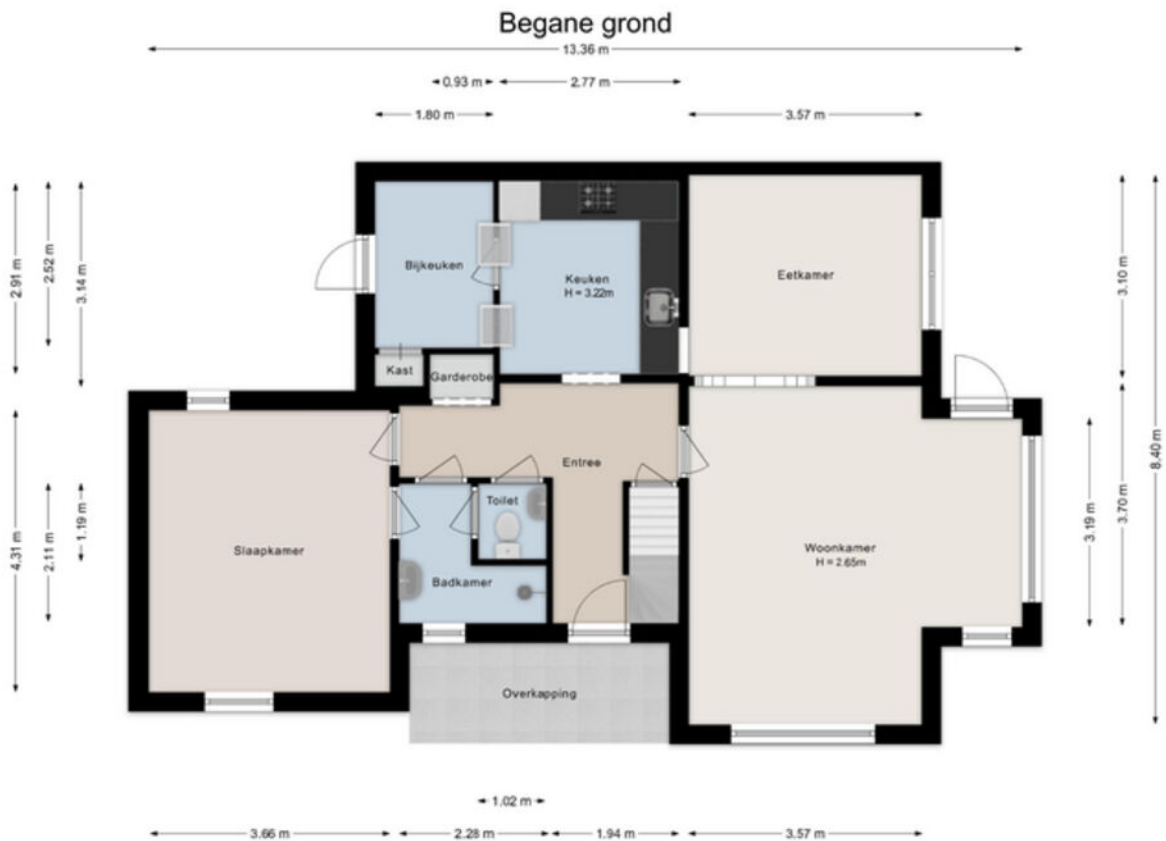 Begane grond
13.36 m
0.93 m
2.77 m
1.80 m
3.57 m
2.91 m
2.52 m
3.14 m
3.10 m
Bijkeuken
Keuken
H = 3.22m
Eetkamer
Kast
Garderobe
Entree
4.31 m
2.11 m
1.19 m
Toilet
Slaapkamer
Badkamer
Woonkamer
H = 2.65m
3.19 m
3.70 m
8.40 m
Overkapping
1.02 m
3.66 m
2.28 m
1.94 m
3.57 m